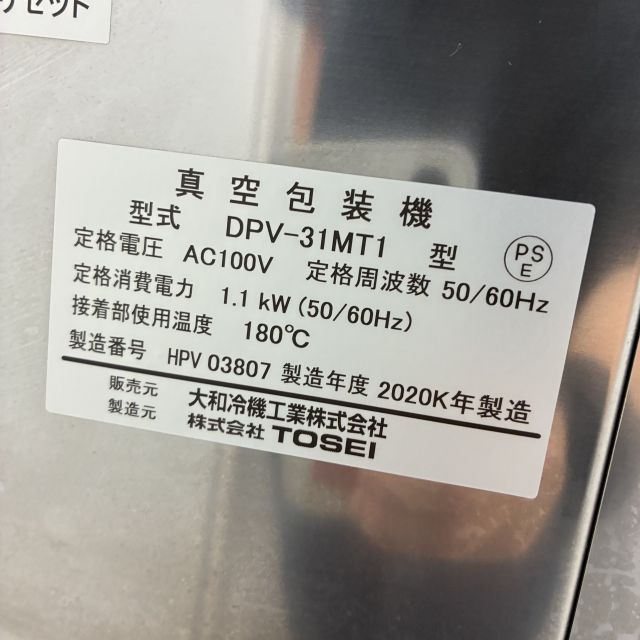 リセット
真空包装機
型式 DPV-31MT1 型
PS E
定格電圧 AC100V 定格周波数 50/60Hz
定格消費電力 1.1 kW (50/60Hz)
接着部使用温度 180℃
製造番号 HPV 03807 製造年度 2020K年製造
販売元 大和冷機工業株式会社
製造元 株式会社 TOSEI